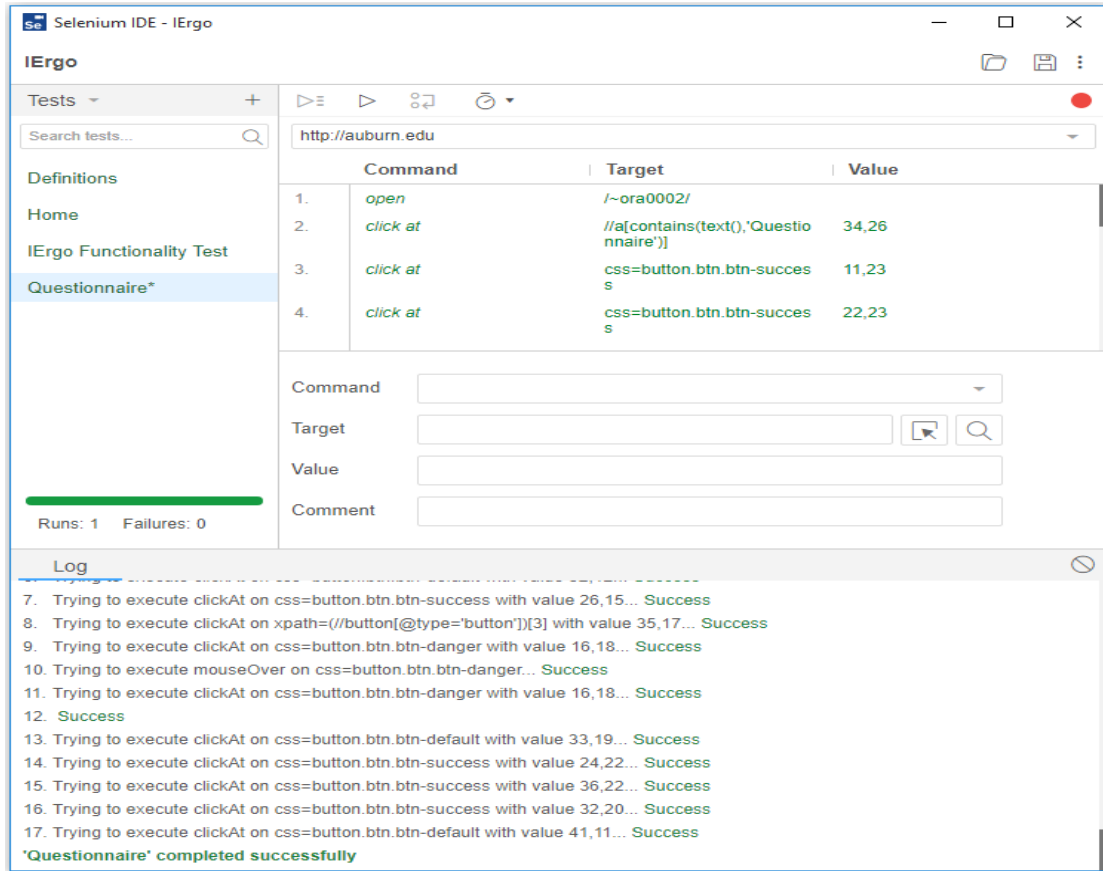 Selenium IDE - IErgo
IErgo
Tests
Search tests...
Definitions
Home
IErgo Functionality Test
Questionnaire*
Runs: 1 Failures: 0
http://auburn.edu
Command Target Value
1. open /~ora0002/
2. click at //a[contains(text(),'Questio 34,26
nnaire')]
3. click at css=button.btn.btn-succes 11,23
s
4. click at css=button.btn.btn-succes 22,23
s
Command
Target
Value
Comment
Log
7. Trying to execute clickAt on css=button.btn.btn-success with value 26,15... Success
8. Trying to execute clickAt on xpath=(//button[@type='button'])[3] with value 35,17... Success
9. Trying to execute clickAt on css=button.btn.btn-danger with value 16,18... Success
10. Trying to execute mouseOver on css=button.btn.btn-danger... Success
11. Trying to execute clickAt on css=button.btn.btn-danger with value 16,18... Success
12. Success
13. Trying to execute clickAt on css=button.btn.btn-default with value 33,19... Success
14. Trying to execute clickAt on css=button.btn.btn-success with value 24,22... Success
15. Trying to execute clickAt on css=button.btn.btn-success with value 36,22... Success
16. Trying to execute clickAt on css=button.btn.btn-success with value 32,20... Success
17. Trying to execute clickAt on css=button.btn.btn-default with value 41,11... Success
'Questionnaire' completed successfully